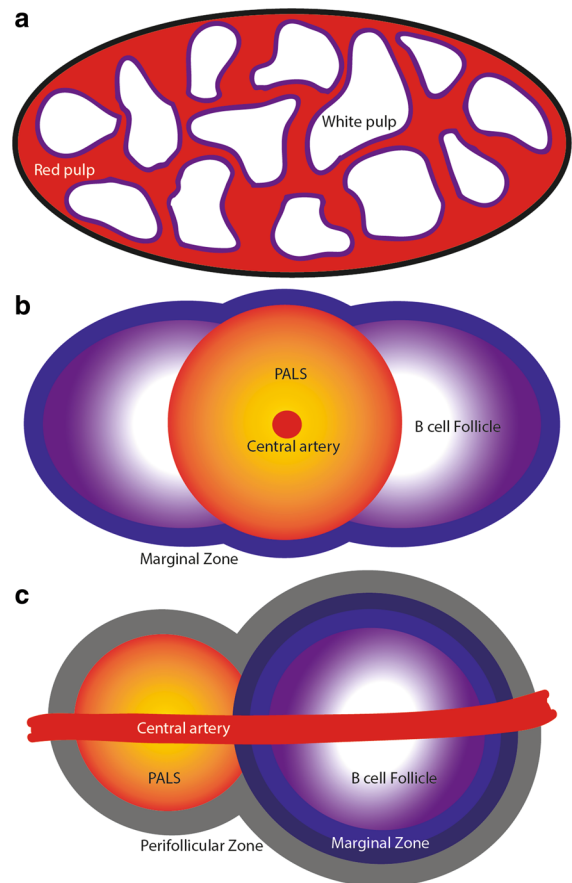 a
White pulp
Red pulp
b
PALS
B cell Follicle
Central artery
Marginal Zone
c
Central artery
PALS
B cell Follicle
Perifollicular Zone
Marginal Zone